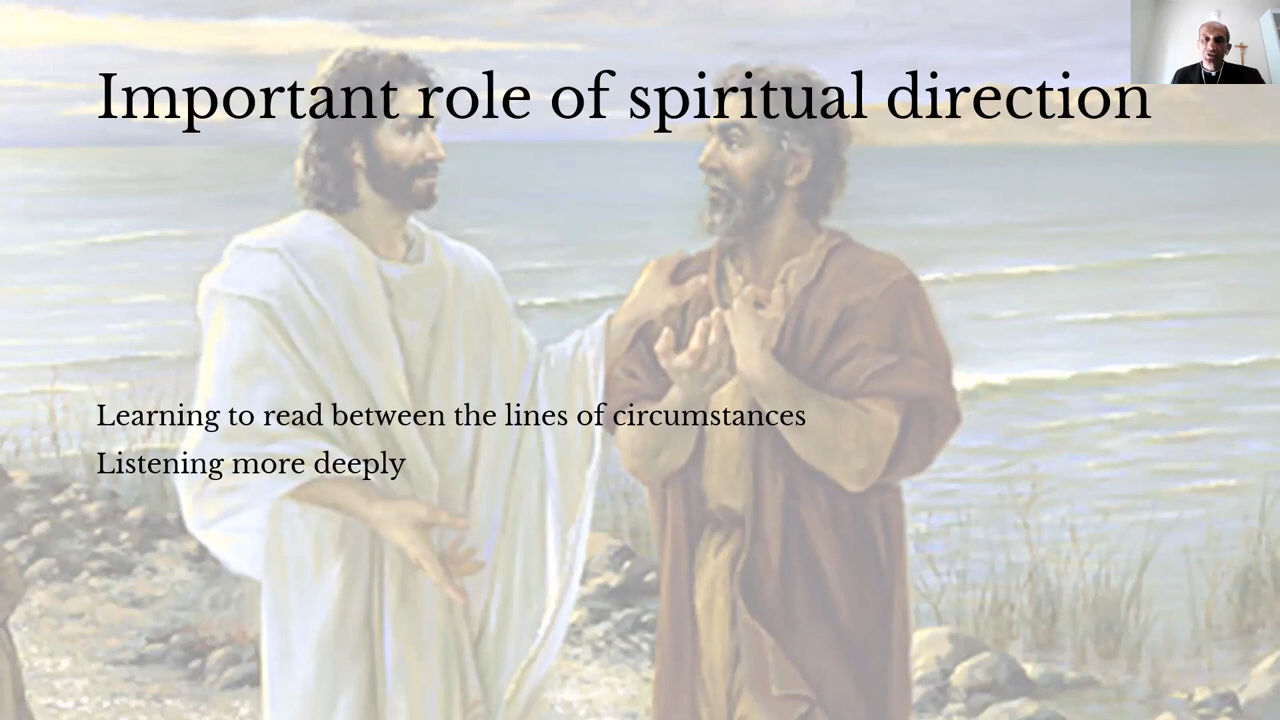 Important role of spiritual direction
Learning to read between the lines of circumstances
Listening more deeply